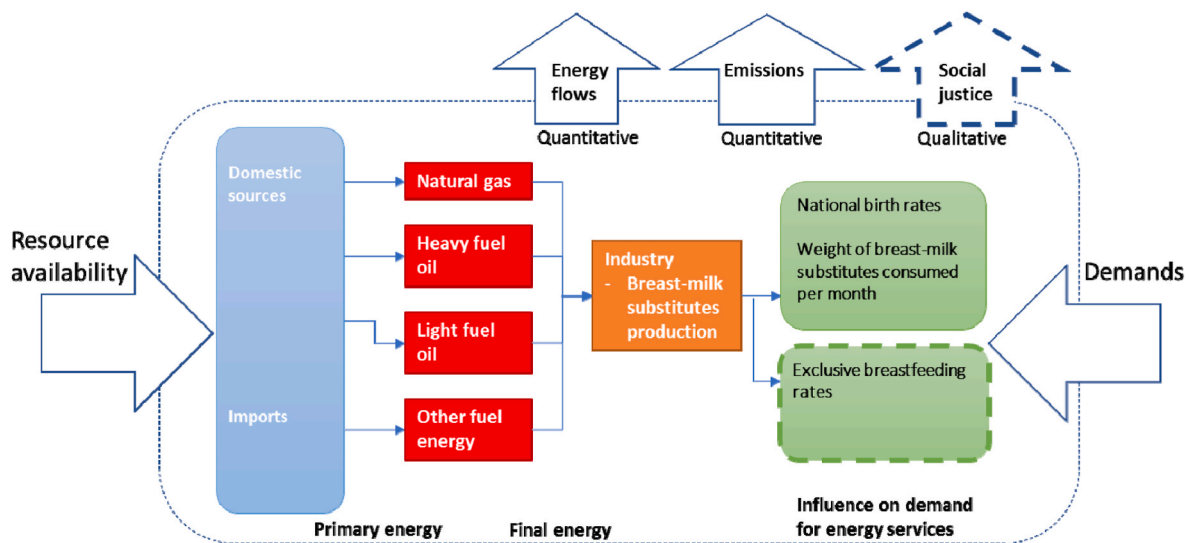 Energy
flows
Emissions
Social
justice
Quantitative
Quantitative
Qualitative
Resource
availability
Domestic
sources
Imports
Natural gas
Heavy fuel
oil
Light fuel
oil
Other fuel
energy
Industry
- Breast-milk
substitutes
production
National birth rates
Weight of breast-milk
substitutes consumed
per month
Exclusive breastfeeding
rates
Demands
Primary energy
Final energy
Influence on demand
for energy services